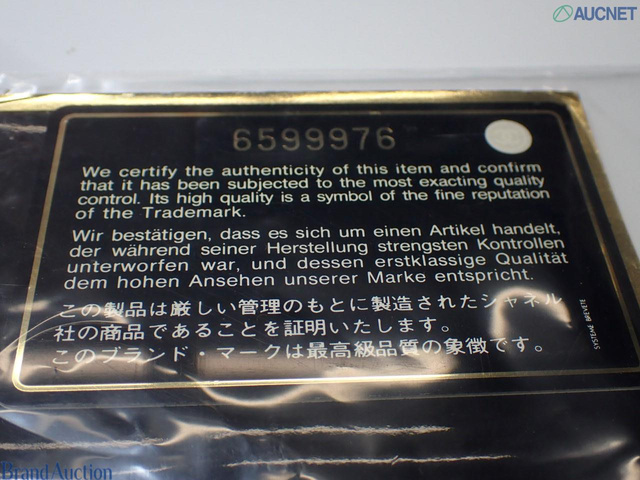 AUCNET
6599976
We certify the authenticity of this item and confirm
that it has been subjected to the most exacting quality
control. Its high quality is a symbol of the fine reputation
of the Trademark.
Wir bestätigen, dass es sich um einen Artikel handelt,
der während seiner Herstellung strengsten Kontrollen
unterworfen war, und dessen erstklassige Qualität
dem hohen Ansehen unserer Marke entspricht.
この製品は厳しい管理のもとに製造されたシャネル
社の商品であることを証明いたします。
このブランド・マークは最高級品質の象徴です。
SYSTEME BREVETE
Brand Auction